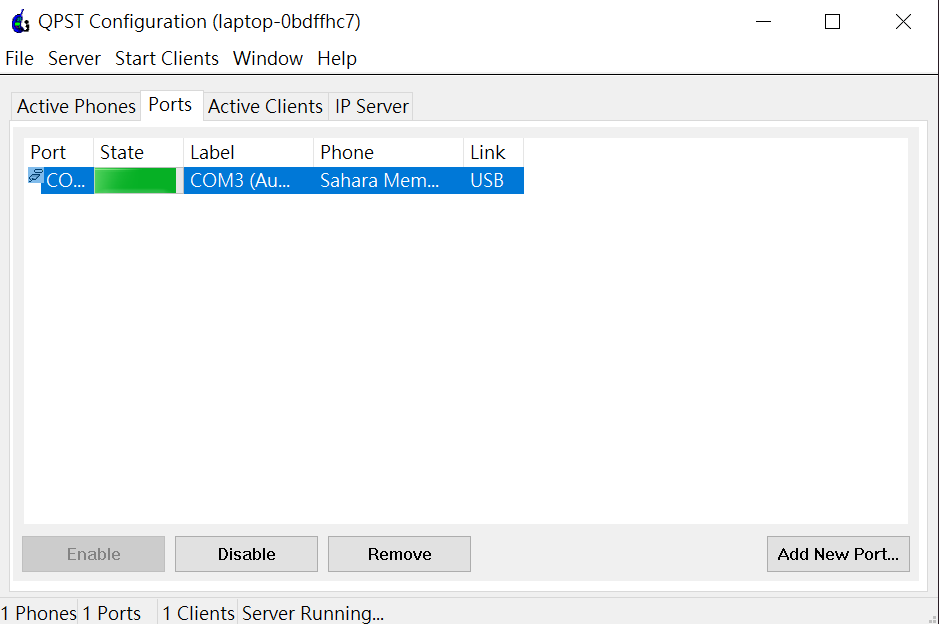 QPST Configuration (laptop-0bdffhc7)
File Server Start Clients Window Help
Active Phones Ports Active Clients IP Server
Port State Label Phone Link
CO... COM3 (Au... Sahara Mem... USB
Enable Disable Remove Add New Port...
1 Phones 1 Ports 1 Clients Server Running...